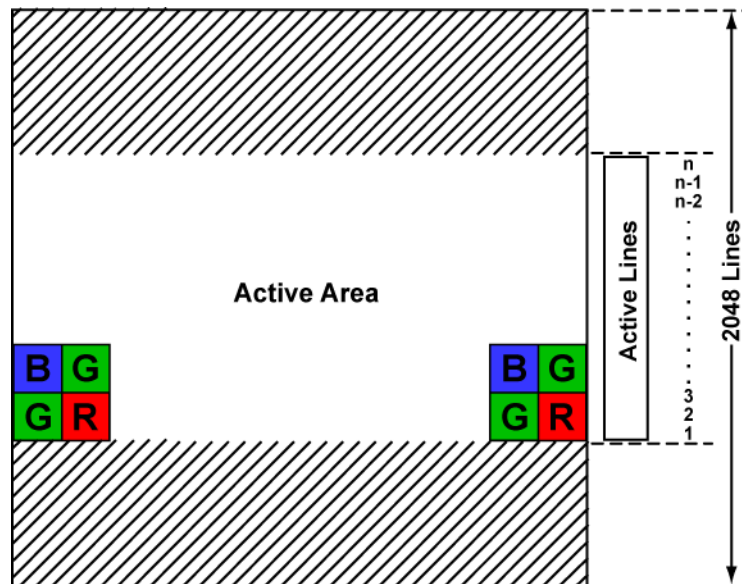 n
n-1
n-2
Active Area
Active Lines
2048 Lines
B G
G R
B G
G R
3
2
1